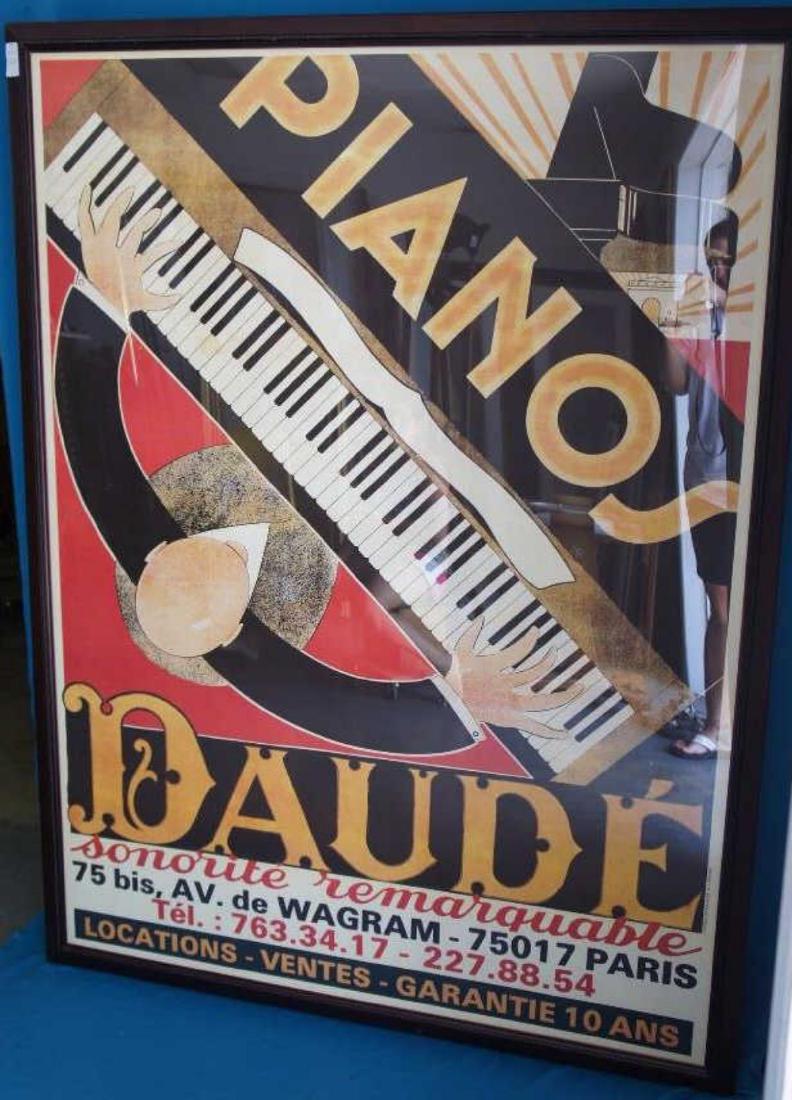 PIANOS
DAUDÉ
sonorité remarquable
75 bis, AV. de WAGRAM - 75017 PARIS
Tél. : 763.34.17 - 227.88.54
LOCATIONS - VENTES - GARANTIE 10 ANS